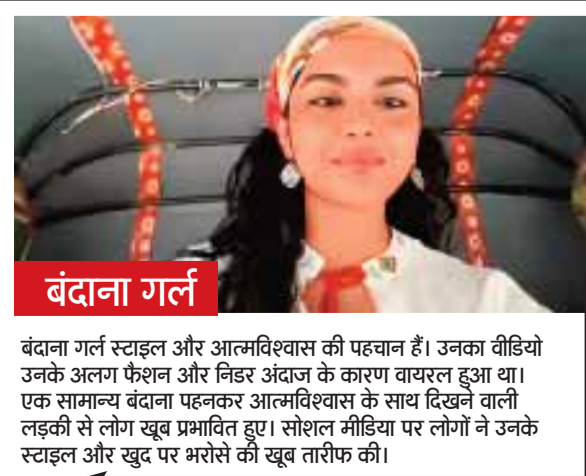 बंदाना गर्ल
बंदाना गर्ल स्टाइल और आत्मविश्वास की पहचान हैं। उनका वीडियो
उनके अलग फैशन और निडर अंदाज के कारण वायरल हुआ था।
एक सामान्य बंदाना पहनकर आत्मविश्वास के साथ दिखने वाली
लड़की से लोग खूब प्रभावित हुए। सोशल मीडिया पर लोगों ने उनके
स्टाइल और खुद पर भरोसे की खूब तारीफ की।